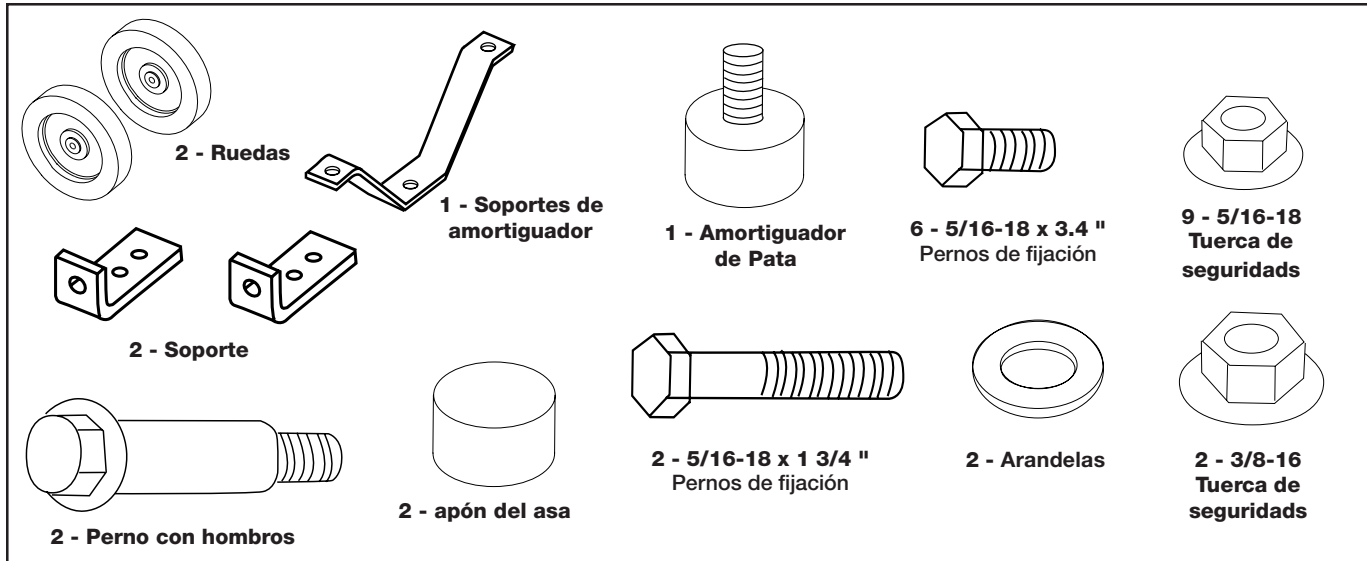 2 - Ruedas
1 - Soportes de
amortiguador
1 - Amortiguador
de Pata
6 - 5/16-18 x 3.4 "
Pernos de fijación
9 - 5/16-18
Tuerca de
seguridads
2 - Soporte
2 - Perno con hombros
2 - apón del asa
2 - 5/16-18 x 1 3/4 "
Pernos de fijación
2 - Arandelas
2 - 3/8-16
Tuerca de
seguridads